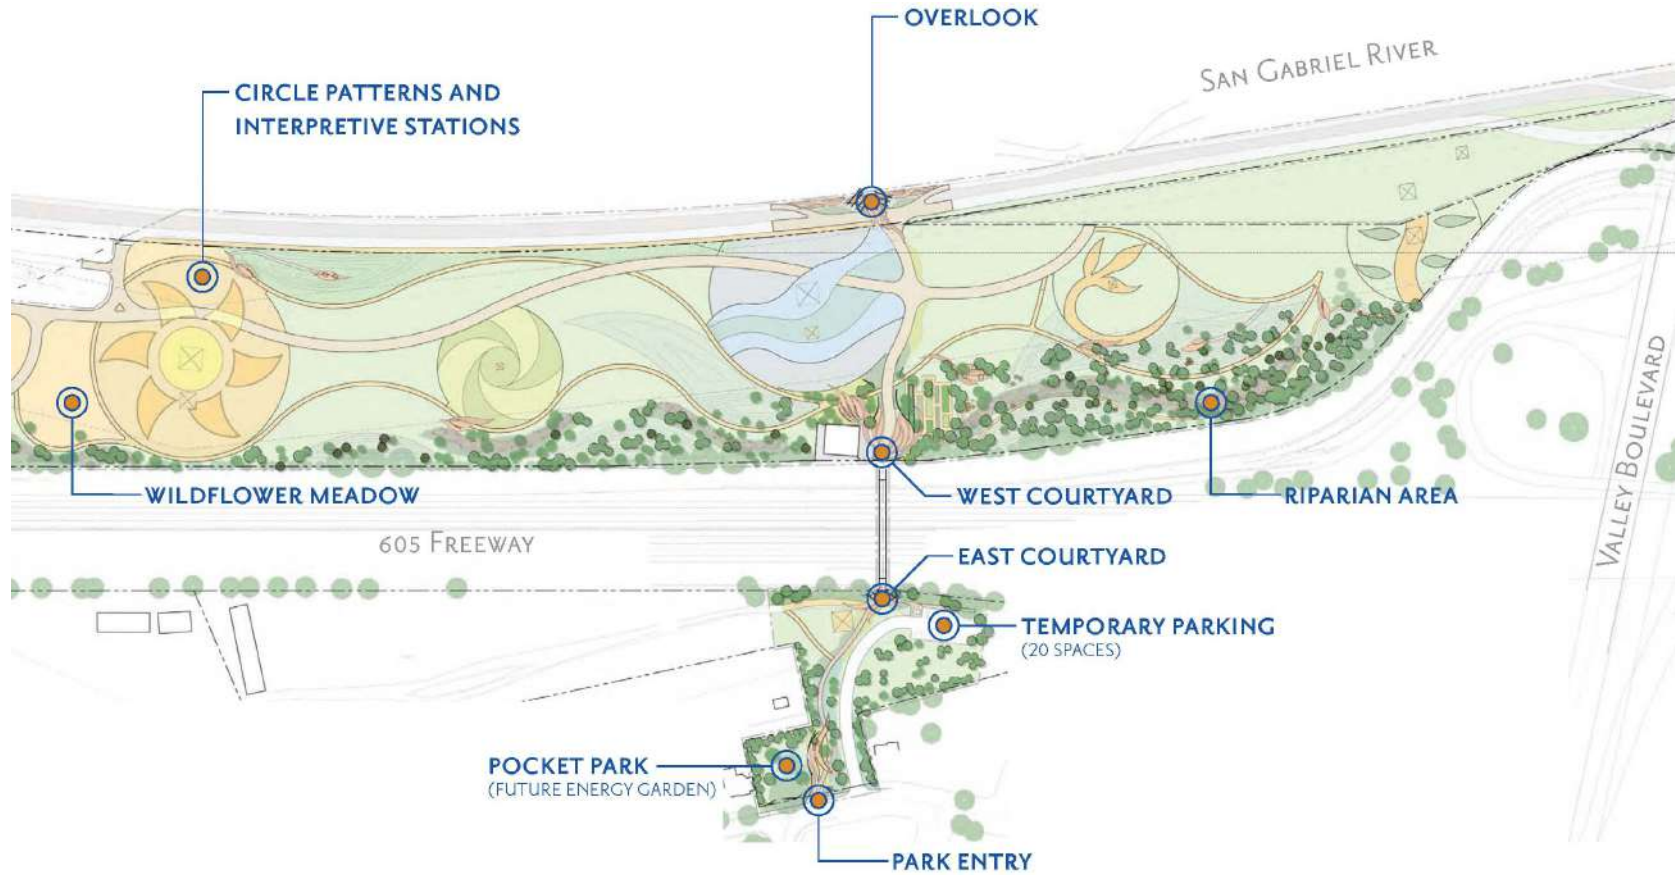 OVERLOOK
SAN GABRIEL RIVER
CIRCLE PATTERNS AND
INTERPRETIVE STATIONS
WILDFLOWER MEADOW
WEST COURTYARD
RIPARIAN AREA
VALLEY BOULEVARD
605 FREEWAY
EAST COURTYARD
TEMPORARY PARKING
(20 SPACES)
POCKET PARK
(FUTURE ENERGY GARDEN)
PARK ENTRY